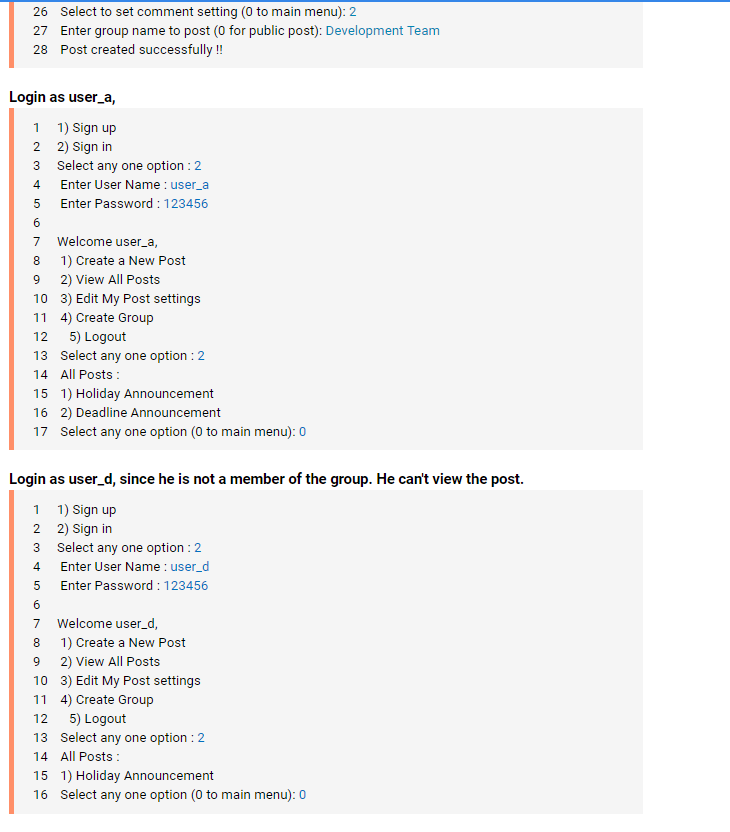 26 Select to set comment setting (0 to main menu): 2
27 Enter group name to post (0 for public post): Development Team
28 Post created successfully !!
Login as user_a,
1 1) Sign up
2 2) Sign in
3 Select any one option : 2
4 Enter User Name : user_a
5 Enter Password : 123456
6
7 Welcome user_a,
8 1) Create a New Post
9 2) View All Posts
10 3) Edit My Post settings
11 4) Create Group
12 5) Logout
13 Select any one option : 2
14 All Posts :
15 1) Holiday Announcement
16 2) Deadline Announcement
17 Select any one option (0 to main menu): 0
Login as user_d, since he is not a member of the group. He can't view the post.
1 1) Sign up
2 2) Sign in
3 Select any one option : 2
4 Enter User Name : user_d
5 Enter Password : 123456
6
7 Welcome user_d,
8 1) Create a New Post
9 2) View All Posts
10 3) Edit My Post settings
11 4) Create Group
12 5) Logout
13 Select any one option : 2
14 All Posts :
15 1) Holiday Announcement
16 Select any one option (0 to main menu): 0